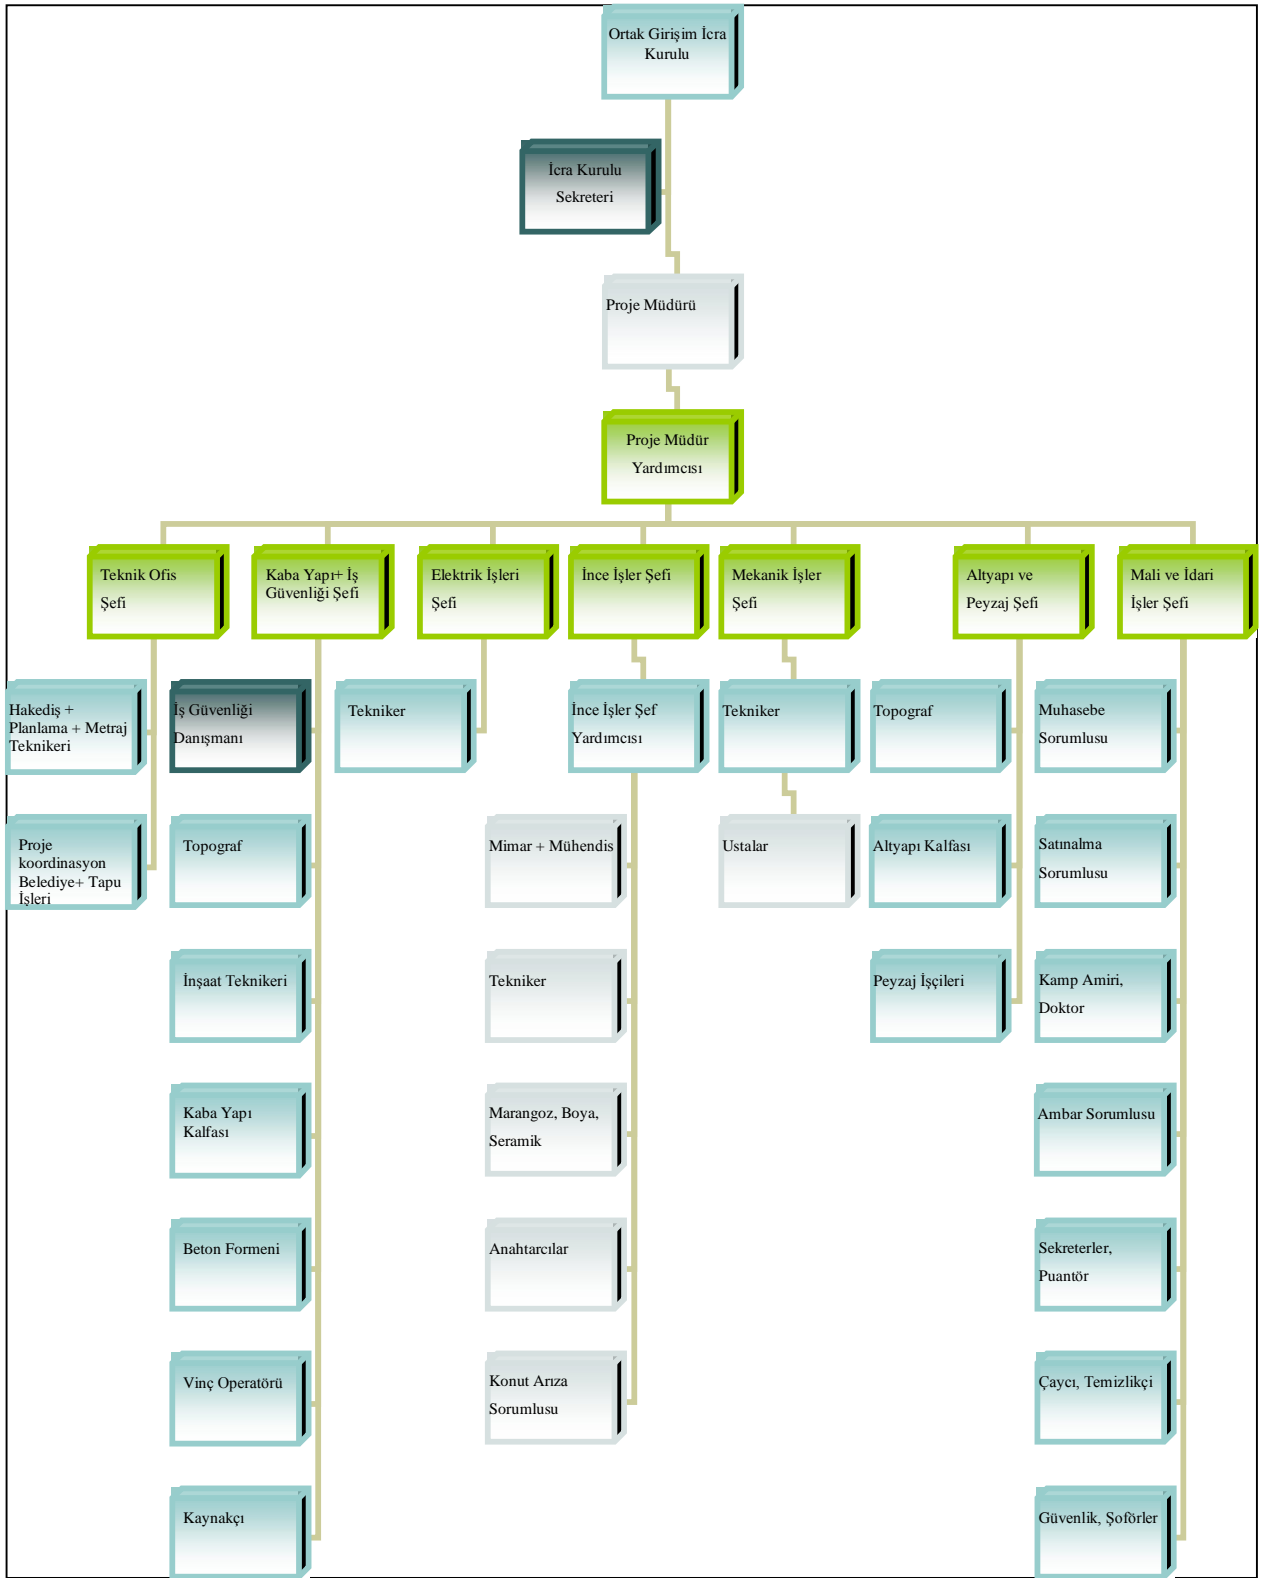 Ortak Girişim İcra
Kurulu
İcra Kurulu
Sekreteri
Proje Müdürü
Proje Müdür
Yardımcısı
Teknik Ofis
Şefi
Kaba Yapı+ İş
Güvenliği Şefi
Elektrik İşleri
Şefi
İnce İşler Şefi
Mekanik İşler
Şefi
Altyapı ve
Peyzaj Şefi
Mali ve İdari
İşler Şefi
Hakediş +
Planlama + Metraj
Teknikeri
İş Güvenliği
Danışmanı
Tekniker
İnce İşler Şef
Yardımcısı
Tekniker
Topograf
Muhasebe
Sorumlusu
Proje
koordinasyon
Belediye+ Tapu
İşleri
Topograf
Mimar + Mühendis
Ustalar
Altyapı Kalfası
Satınalma
Sorumlusu
İnşaat Teknikeri
Tekniker
Peyzaj İşçileri
Kamp Amiri,
Doktor
Kaba Yapı
Kalfası
Marangoz, Boya,
Seramik
Ambar Sorumlusu
Beton Formeni
Anahtarcılar
Sekreterler,
Puantör
Vinç Operatörü
Konut Arıza
Sorumlusu
Çaycı, Temizlikçi
Kaynakçı
Güvenlik, Şoförler